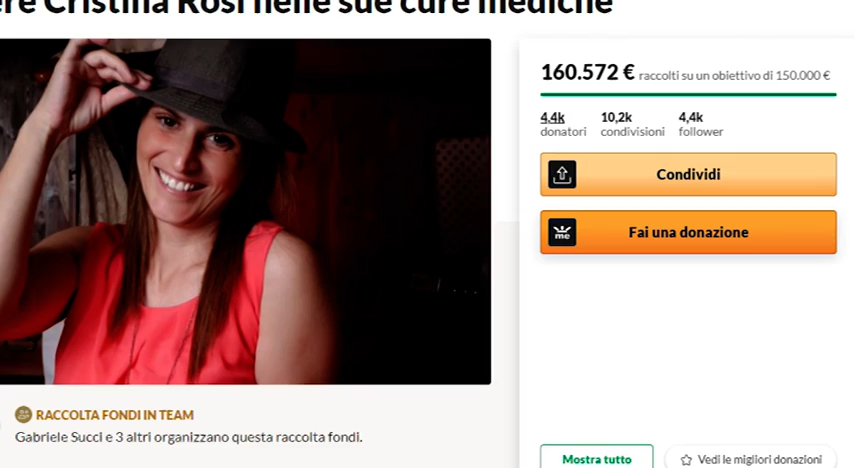 ere Cristina Rosi nelle sue cure mediche
160.572 € raccolti su un obiettivo di 150.000 €
4,4k 10,2k 4,4k
donatori condivisioni follower
Condividi
me Fai una donazione
RACCOLTA FONDI IN TEAM
Gabriele Succi e 3 altri organizzano questa raccolta fondi.
Mostra tutto Vedi le migliori donazioni